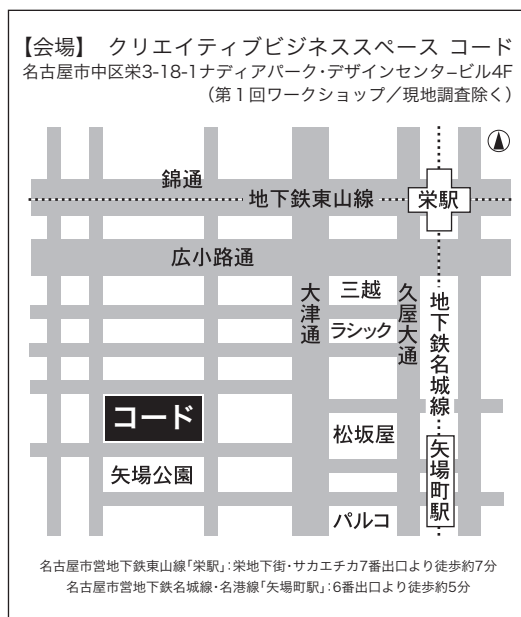 【会場】 クリエイティブビジネススペース コード
名古屋市中区栄3-18-1ナディアパーク・デザインセンタービル4F
（第1回ワークショップ／現地調査除く）
錦通
地下鉄東山線
栄駅
広小路通
大津通
三越
久屋大通
地下鉄名城線
ラシック
コード
松坂屋
矢場町駅
矢場公園
パルコ
名古屋市営地下鉄東山線「栄駅」：栄地下街・サカエチカ7番出口より徒歩約7分
名古屋市営地下鉄名城線・名港線「矢場町駅」：6番出口より徒歩約5分